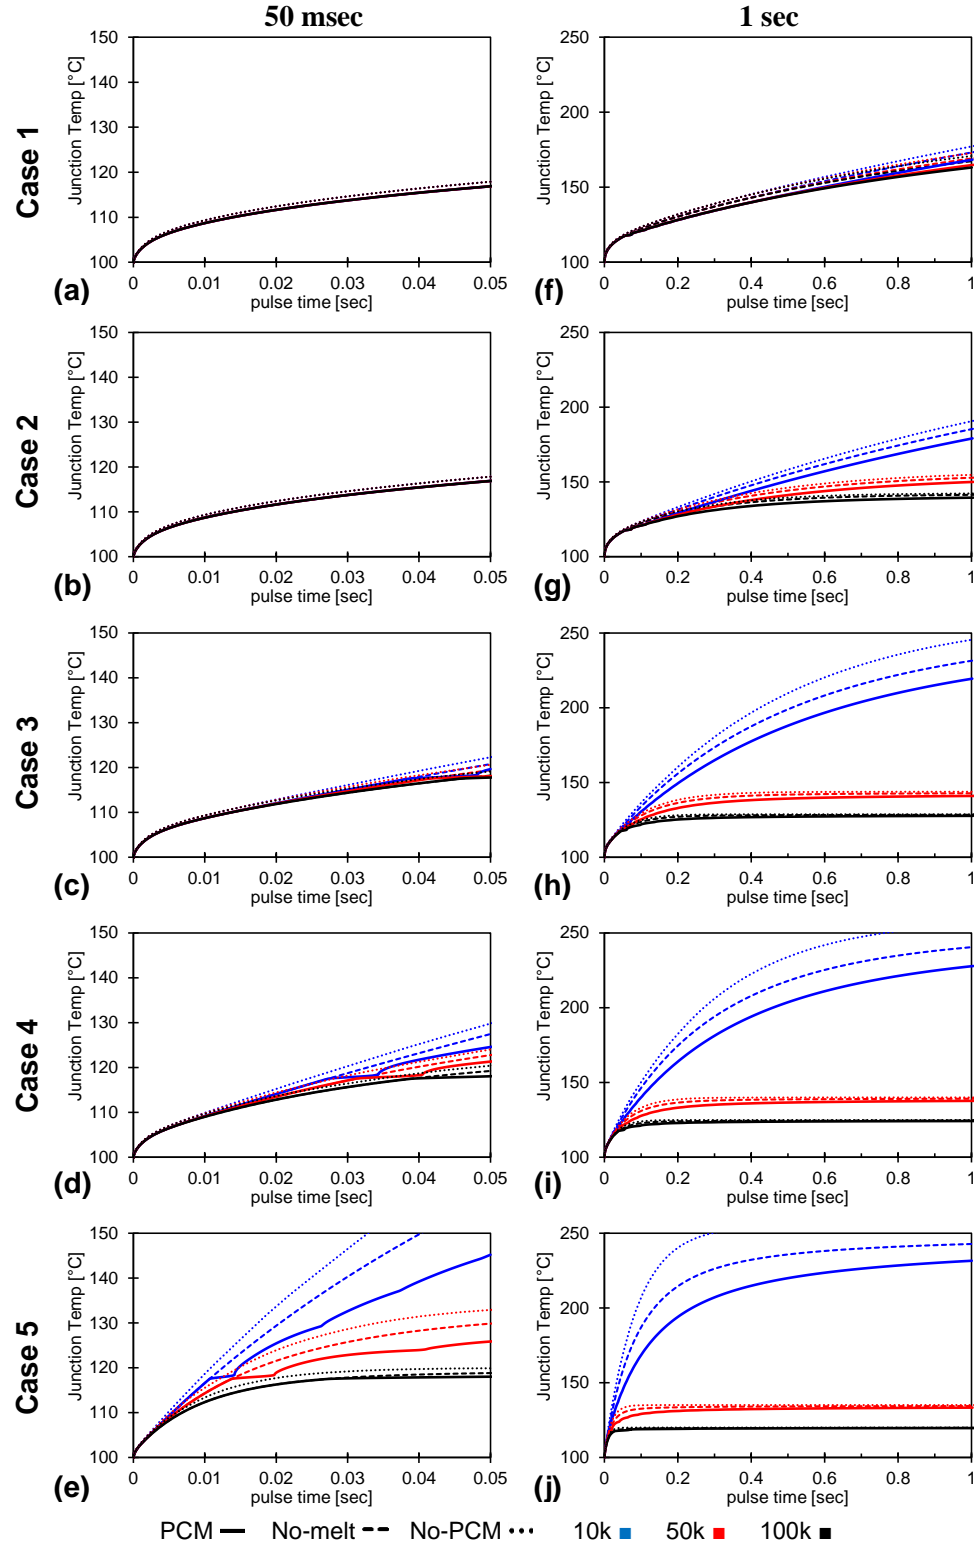 50 msec 1 sec
Case 1
Junction Temp [°C]
150
140
130
120
110
100
0 0.01 0.02 0.03 0.04 0.05
pulse time [sec]
(a)
Junction Temp [°C]
250
200
150
100
0 0.2 0.4 0.6 0.8 1
pulse time [sec]
(f)
Case 2
Junction Temp [°C]
150
140
130
120
110
100
0 0.01 0.02 0.03 0.04 0.05
pulse time [sec]
(b)
Junction Temp [°C]
250
200
150
100
0 0.2 0.4 0.6 0.8 1
pulse time [sec]
(g)
Case 3
Junction Temp [°C]
150
140
130
120
110
100
0 0.01 0.02 0.03 0.04 0.05
pulse time [sec]
(c)
Junction Temp [°C]
250
200
150
100
0 0.2 0.4 0.6 0.8 1
pulse time [sec]
(h)
Case 4
Junction Temp [°C]
150
140
130
120
110
100
0 0.01 0.02 0.03 0.04 0.05
pulse time [sec]
(d)
Junction Temp [°C]
250
200
150
100
0 0.2 0.4 0.6 0.8 1
pulse time [sec]
(i)
Case 5
Junction Temp [°C]
150
140
130
120
110
100
0 0.01 0.02 0.03 0.04 0.05
pulse time [sec]
(e)
Junction Temp [°C]
250
200
150
100
0 0.2 0.4 0.6 0.8 1
pulse time [sec]
(j)
PCM No-melt No-PCM 10k 50k 100k